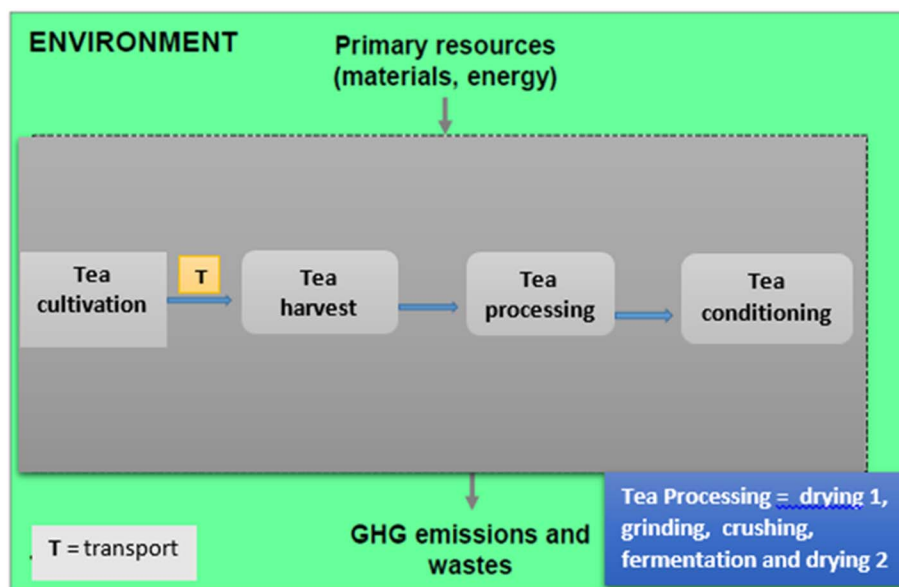 ENVIRONMENT
Primary resources
(materials, energy)
Tea
cultivation
T
Tea
harvest
Tea
processing
Tea
conditioning
GHG emissions and
wastes
T = transport
Tea Processing = drying 1,
grinding, crushing,
fermentation and drying 2